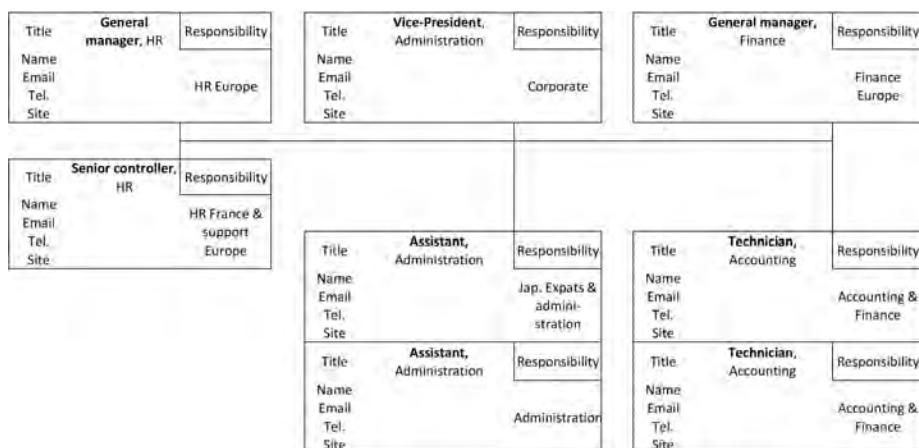 Title General manager, HR Responsibility
Name
Email
Tel.
Site
HR Europe
Title Vice-President, Administration Responsibility
Name
Email
Tel.
Site
Corporate
Title General manager, Finance Responsibility
Name
Email
Tel.
Site
Finance
Europe
Title Senior controller, HR Responsibility
Name
Email
Tel.
Site
HR France &
support
Europe
Title Assistant, Administration Responsibility
Name
Email
Tel.
Site
Jap. Expats &
admini-
stration
Title Technician, Accounting Responsibility
Name
Email
Tel.
Site
Accounting &
Finance
Title Assistant, Administration Responsibility
Name
Email
Tel.
Site
Administration
Title Technician, Accounting Responsibility
Name
Email
Tel.
Site
Accounting &
Finance